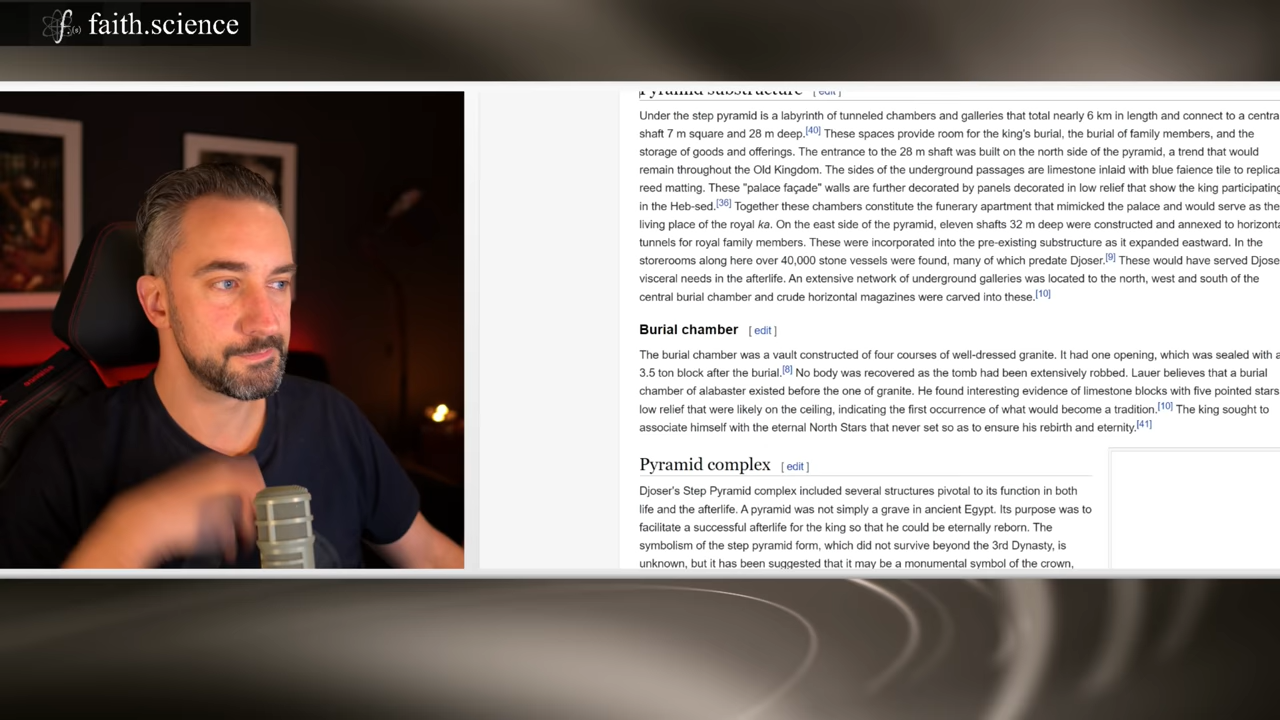 faith.science
Pyramid substructure [ edit ]
Under the step pyramid is a labyrinth of tunneled chambers and galleries that total nearly 6 km in length and connect to a centra
shaft 7 m square and 28 m deep.[40] These spaces provide room for the king's burial, the burial of family members, and the
storage of goods and offerings. The entrance to the 28 m shaft was built on the north side of the pyramid, a trend that would
remain throughout the Old Kingdom. The sides of the underground passages are limestone inlaid with blue faience tile to replica
reed matting. These "palace façade" walls are further decorated by panels decorated in low relief that show the king participating
in the Heb-sed.[36] Together these chambers constitute the funerary apartment that mimicked the palace and would serve as the
living place of the royal ka. On the east side of the pyramid, eleven shafts 32 m deep were constructed and annexed to horizonta
tunnels for royal family members. These were incorporated into the pre-existing substructure as it expanded eastward. In the
storerooms along here over 40,000 stone vessels were found, many of which predate Djoser.[9] These would have served Djose
visceral needs in the afterlife. An extensive network of underground galleries was located to the north, west and south of the
central burial chamber and crude horizontal magazines were carved into these.[10]
Burial chamber [ edit ]
The burial chamber was a vault constructed of four courses of well-dressed granite. It had one opening, which was sealed with a
3.5 ton block after the burial.[8] No body was recovered as the tomb had been extensively robbed. Lauer believes that a burial
chamber of alabaster existed before the one of granite. He found interesting evidence of limestone blocks with five pointed stars
low relief that were likely on the ceiling, indicating the first occurrence of what would become a tradition.[10] The king sought to
associate himself with the eternal North Stars that never set so as to ensure his rebirth and eternity.[41]
Pyramid complex [ edit ]
Djoser's Step Pyramid complex included several structures pivotal to its function in both
life and the afterlife. A pyramid was not simply a grave in ancient Egypt. Its purpose was to
facilitate a successful afterlife for the king so that he could be eternally reborn. The
symbolism of the step pyramid form, which did not survive beyond the 3rd Dynasty, is
unknown, but it has been suggested that it may be a monumental symbol of the crown,